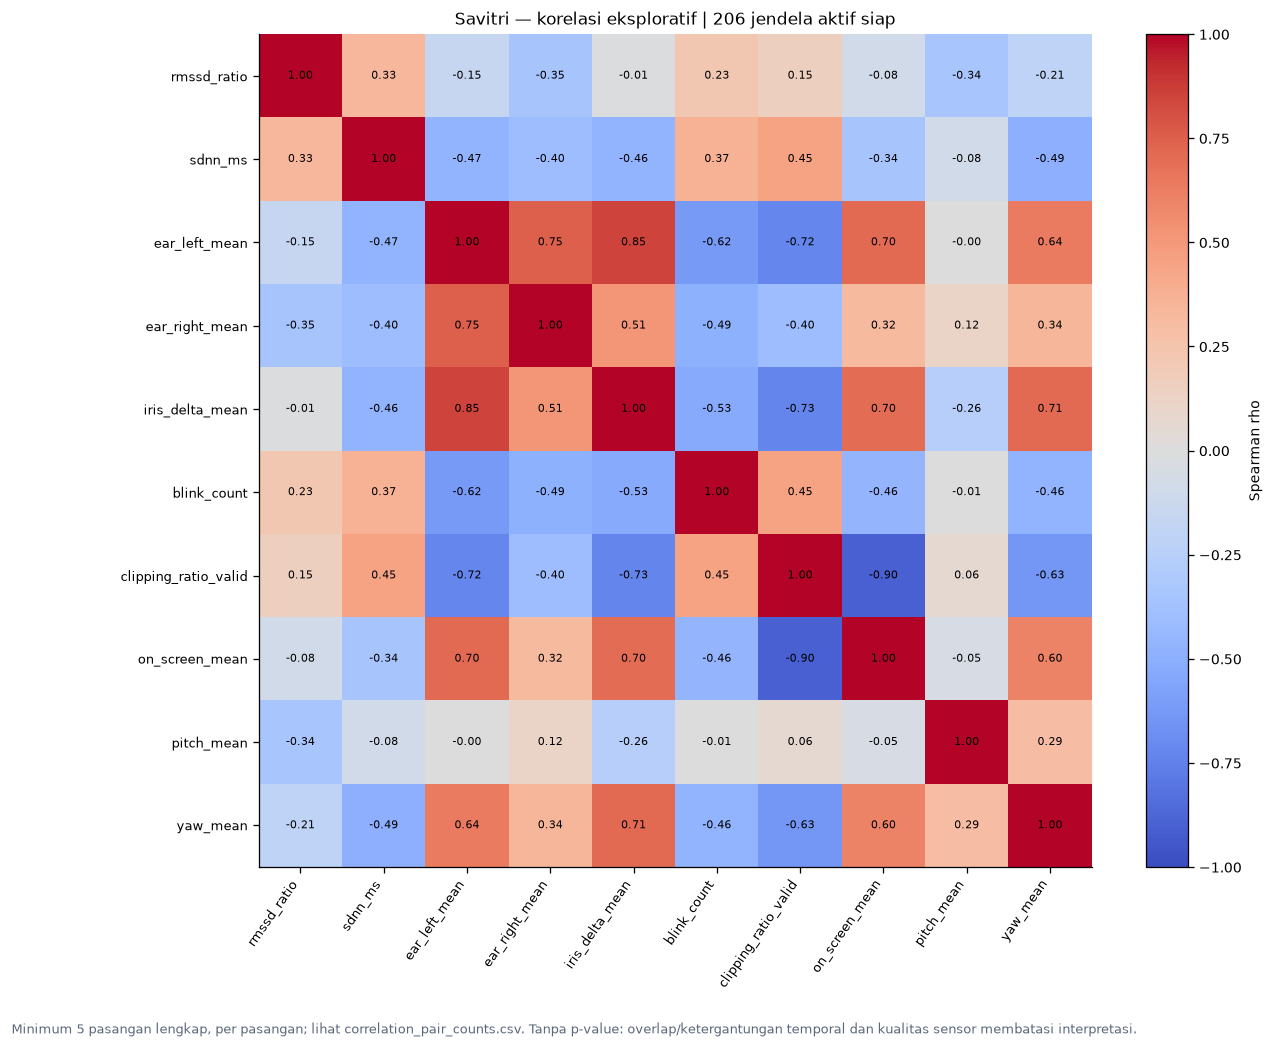 Savitri — korelasi eksploratif | 206 jendela aktif siap
rmssd_ratio 1.00 0.33 -0.15 -0.35 -0.01 0.23 0.15 -0.08 -0.34 -0.21
sdnn_ms 0.33 1.00 -0.47 -0.40 -0.46 0.37 0.45 -0.34 -0.08 -0.49
ear_left_mean -0.15 -0.47 1.00 0.75 0.85 -0.62 -0.72 0.70 -0.00 0.64
ear_right_mean -0.35 -0.40 0.75 1.00 0.51 -0.49 -0.40 0.32 0.12 0.34
iris_delta_mean -0.01 -0.46 0.85 0.51 1.00 -0.53 -0.73 0.70 -0.26 0.71
blink_count 0.23 0.37 -0.62 -0.49 -0.53 1.00 0.45 -0.46 -0.01 -0.46
clipping_ratio_valid 0.15 0.45 -0.72 -0.40 -0.73 0.45 1.00 -0.90 0.06 -0.63
on_screen_mean -0.08 -0.34 0.70 0.32 0.70 -0.46 -0.90 1.00 -0.05 0.60
pitch_mean -0.34 -0.08 -0.00 0.12 -0.26 -0.01 0.06 -0.05 1.00 0.29
yaw_mean -0.21 -0.49 0.64 0.34 0.71 -0.46 -0.63 0.60 0.29 1.00
rmssd_ratio sdnn_ms ear_left_mean ear_right_mean iris_delta_mean blink_count clipping_ratio_valid on_screen_mean pitch_mean yaw_mean
1.00
0.75
0.50
0.25
0.00
−0.25
−0.50
−0.75
−1.00
Spearman rho
Minimum 5 pasangan lengkap, per pasangan; lihat correlation_pair_counts.csv. Tanpa p-value: overlap/ketergantungan temporal dan kualitas sensor membatasi interpretasi.